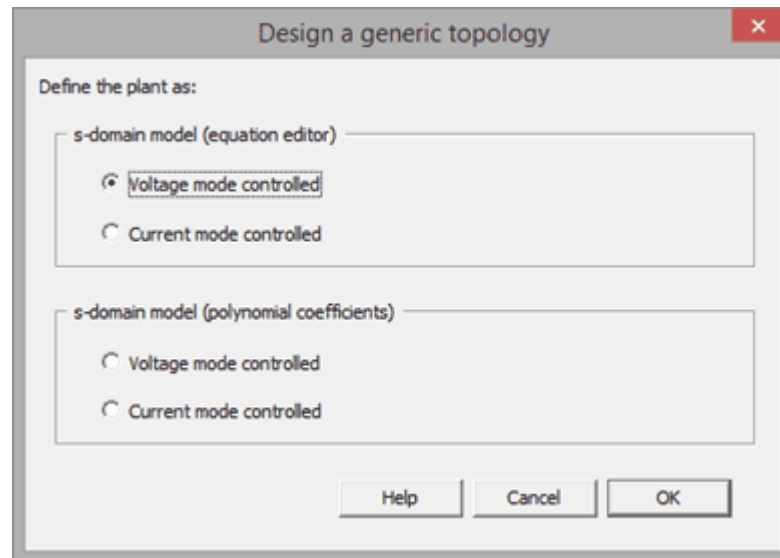 Design a generic topology
Define the plant as:
s-domain model (equation editor)
Voltage mode controlled
Current mode controlled
s-domain model (polynomial coefficients)
Voltage mode controlled
Current mode controlled
Help Cancel OK